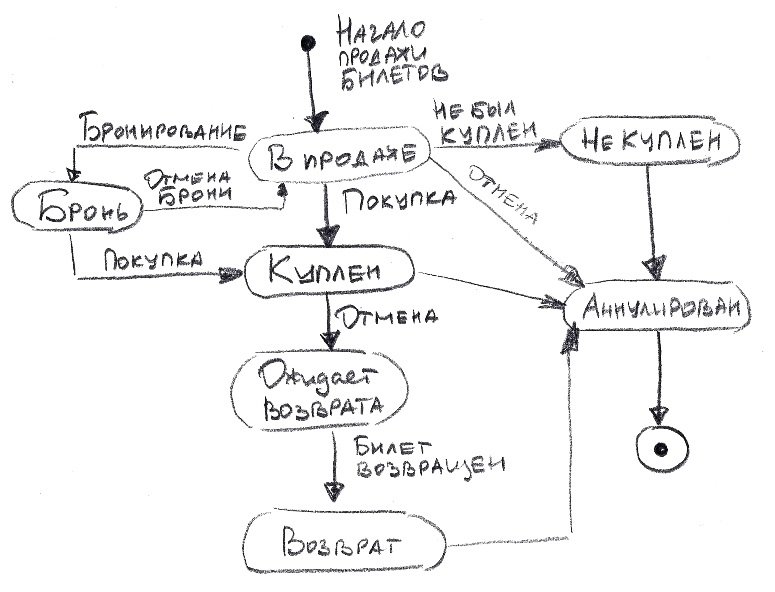 НАЧАЛО
ПРОДАЖИ
БИЛЕТОВ
БРОНИРОВАНИЕ
В ПРОДАЖЕ
НЕ БЫЛ
КУПЛЕН
НЕ КУПЛЕН
ОТМЕНА
БРОНИ
БРОНЬ
ПОКУПКА
ОТМЕНА
ПОКУПКА
КУПЛЕН
АННУЛИРОВАН
ОТМЕНА
Ожидает
ВОЗВРАТА
БИЛЕТ
ВОЗВРАЩЕН
ВОЗВРАТ